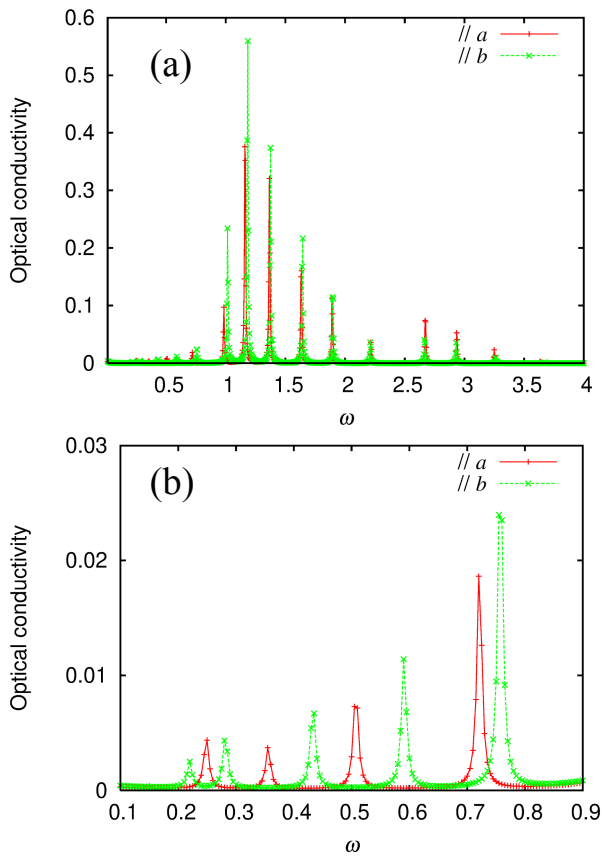 0.6
// a
// b
(a)
0.5
0.4
Optical conductivity
0.3
0.2
0.1
0
0.5 1 1.5 2 2.5 3 3.5 4
ω
0.03
// a
// b
(b)
0.02
Optical conductivity
0.01
0
0.1 0.2 0.3 0.4 0.5 0.6 0.7 0.8 0.9
ω